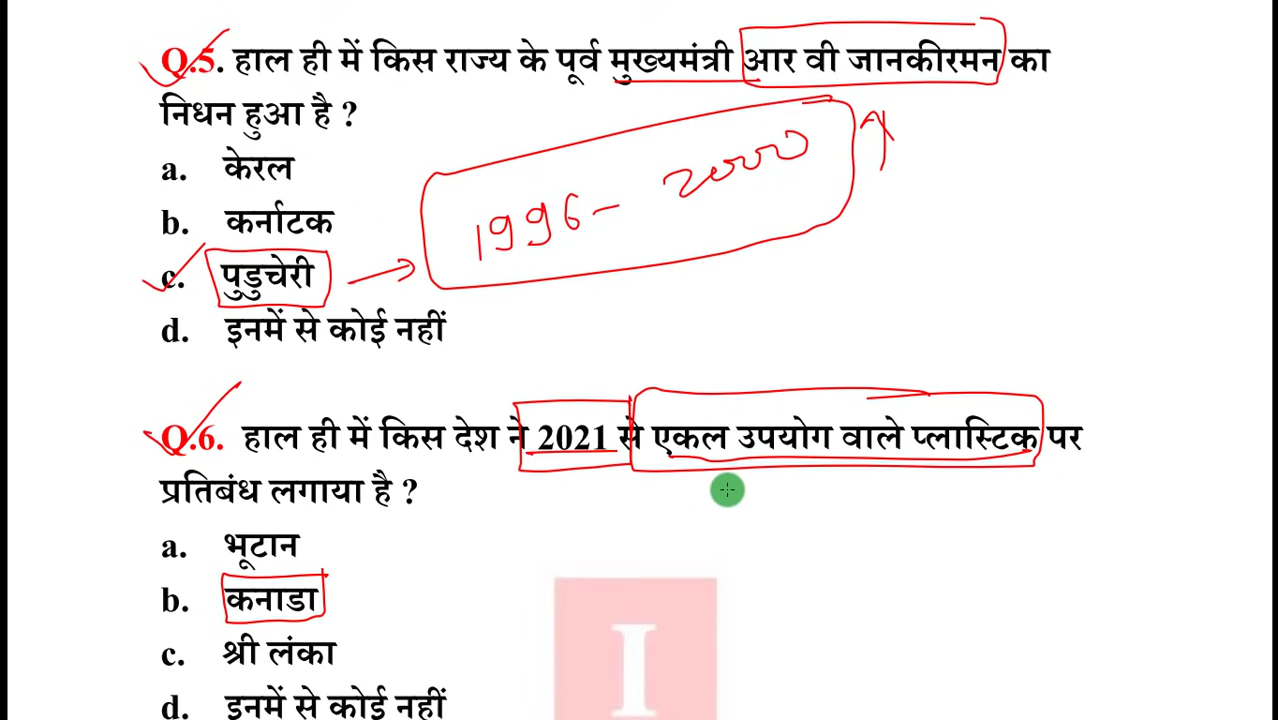 Q.5. हाल ही में किस राज्य के पूर्व मुख्यमंत्री आर वी जानकीरमन का
निधन हुआ है ?
a. केरल
b. कर्नाटक
1996 - 2000
c. पुडुचेरी
d. इनमें से कोई नहीं
Q.6. हाल ही में किस देश ने 2021 से एकल उपयोग वाले प्लास्टिक पर
प्रतिबंध लगाया है ?
a. भूटान
b. कनाडा
c. श्री लंका
I
d. इनमें से कोई नहीं